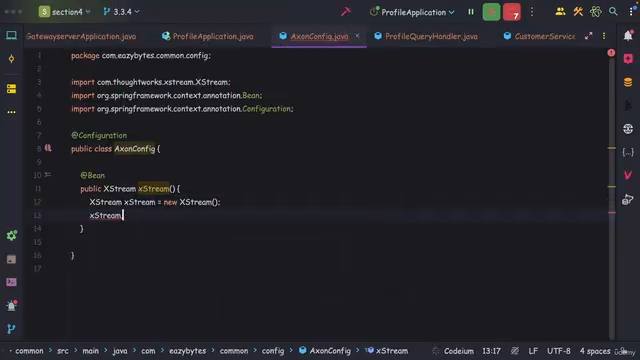 section4 3.3.4 ProfileApplication 7
GatewayserverApplication.java ProfileApplication.java AxonConfig.java ProfileQueryHandler.java CustomerService
1 package com.eazybytes.common.config;
2
3 import com.thoughtworks.xstream.XStream;
4 import org.springframework.context.annotation.Bean;
5 import org.springframework.context.annotation.Configuration;
6
7 @Configuration
8 public class AxonConfig {
9
10 @Bean
11 public XStream xStream() {
12 XStream xStream = new XStream();
13 xStream.
14 }
15
16 }
17
common > src > main > java > com > eazybytes > common > config > AxonConfig > xStream Codeium 13:17 LF UTF-8 4 spaces
Udemy